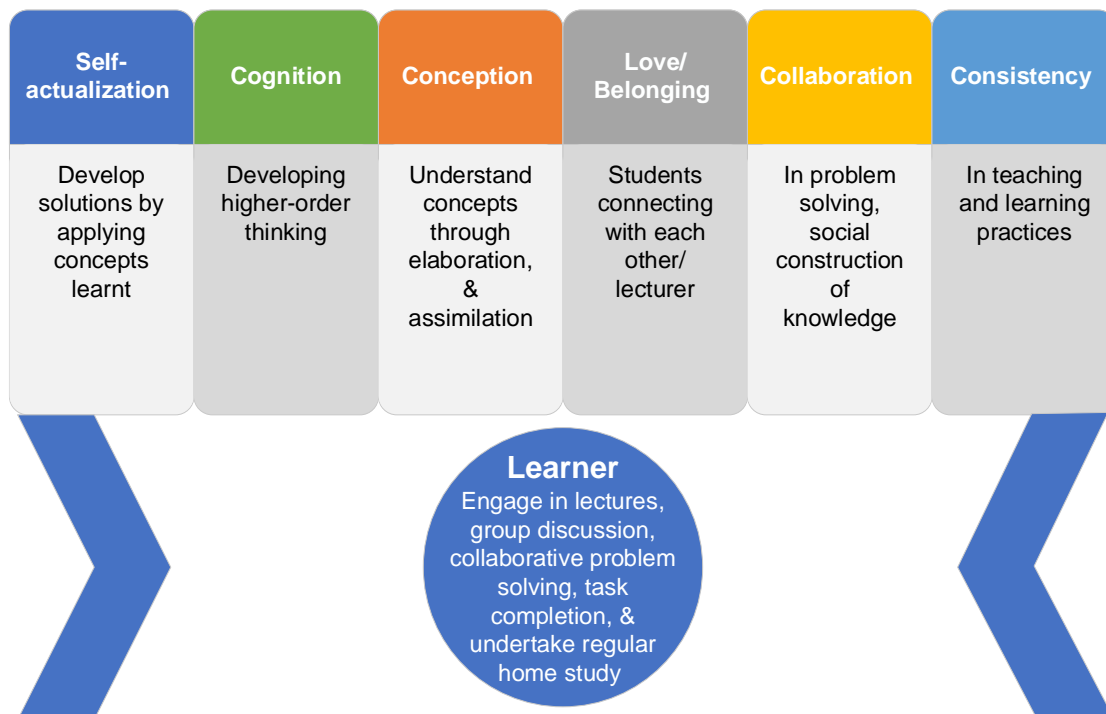 Self-
actualization
Cognition
Conception
Love/
Belonging
Collaboration
Consistency
Develop
solutions by
applying
concepts
learnt
Developing
higher-order
thinking
Understand
concepts
through
elaboration,
&
assimilation
Students
connecting
with each
other/
lecturer
In problem
solving,
social
construction
of
knowledge
In teaching
and learning
practices
Learner
Engage in lectures,
group discussion,
collaborative problem
solving, task
completion, &
undertake regular
home study